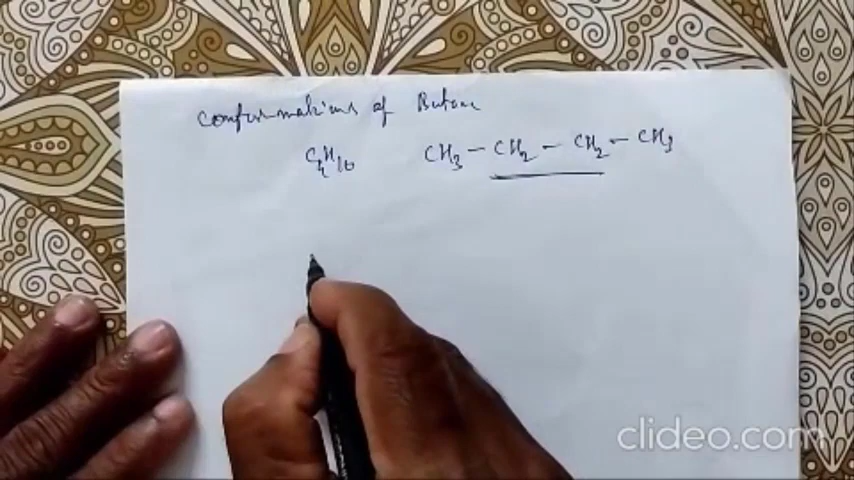 Conformations of Butane
C4H10 CH3 - CH2 - CH2 - CH3
clideo.com